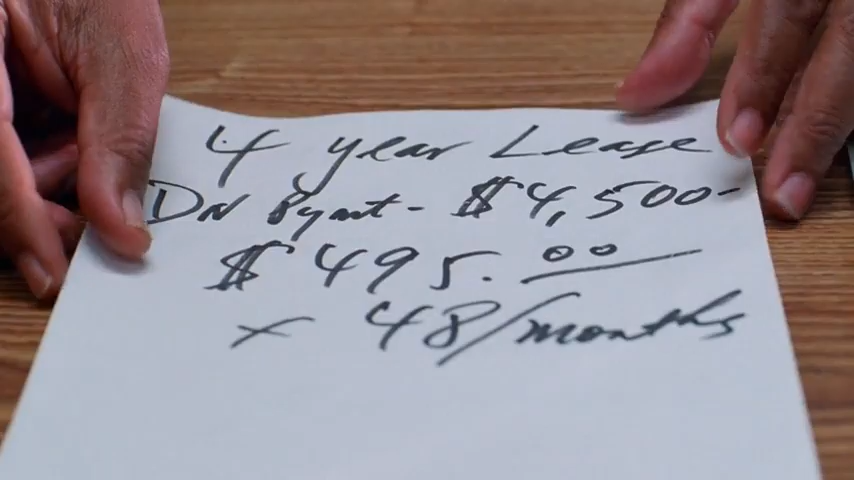 4 year Lease
DN Pymt - $4,500-
$495.00
x 48/months